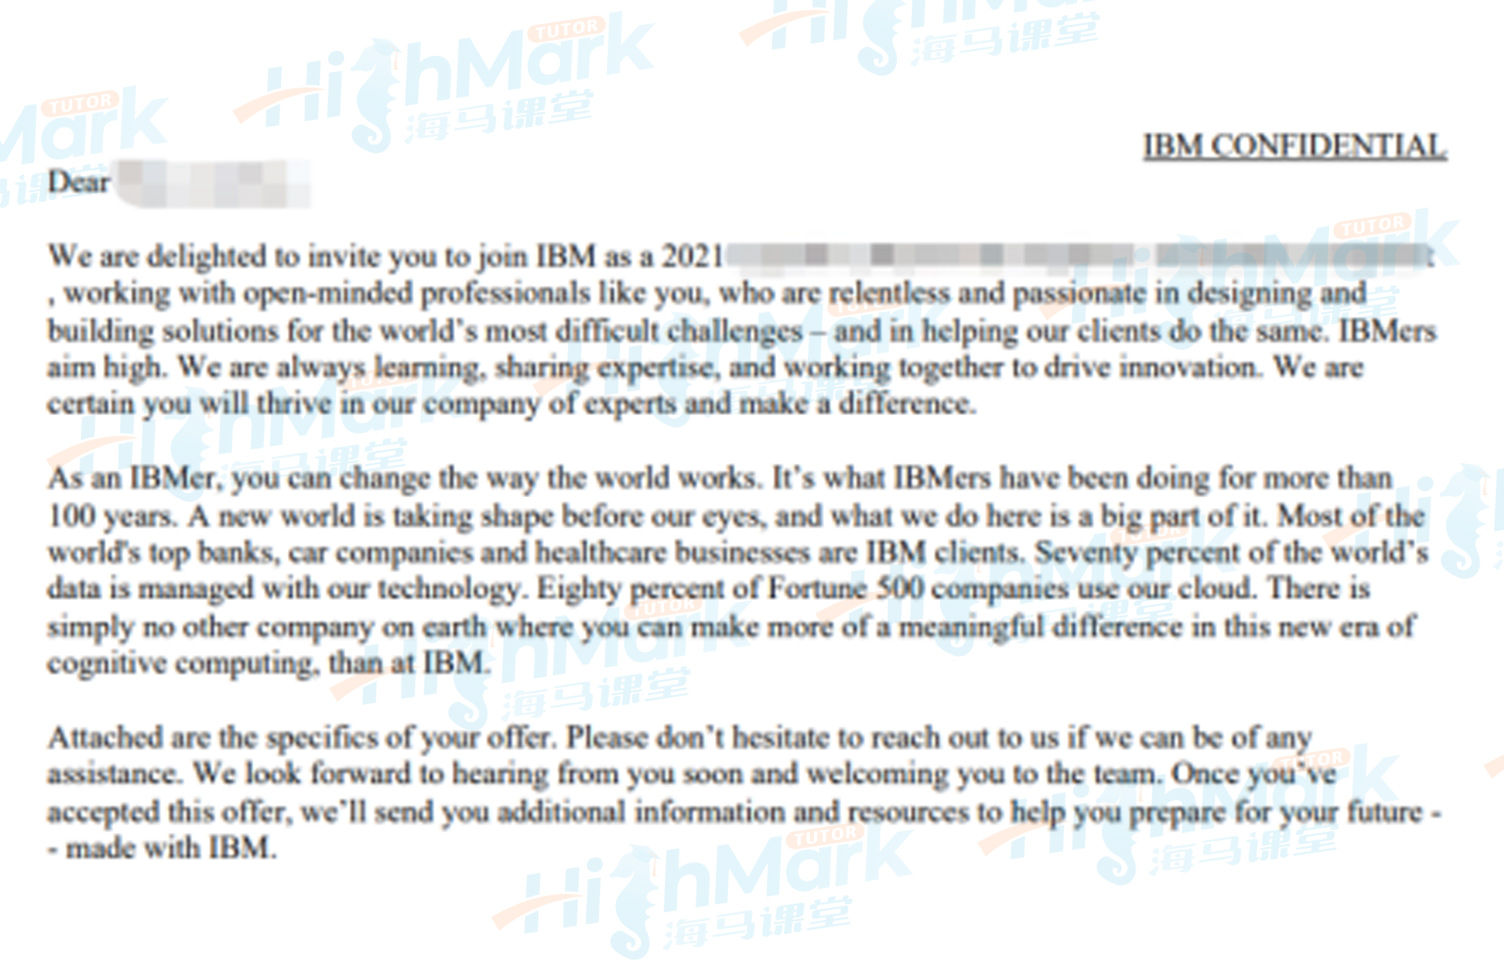 IBM CONFIDENTIAL
Dear
We are delighted to invite you to join IBM as a 2021
, working with open-minded professionals like you, who are relentless and passionate in designing and
building solutions for the world’s most difficult challenges – and in helping our clients do the same. IBMers
aim high. We are always learning, sharing expertise, and working together to drive innovation. We are
certain you will thrive in our company of experts and make a difference.
As an IBMer, you can change the way the world works. It’s what IBMers have been doing for more than
100 years. A new world is taking shape before our eyes, and what we do here is a big part of it. Most of the
world's top banks, car companies and healthcare businesses are IBM clients. Seventy percent of the world’s
data is managed with our technology. Eighty percent of Fortune 500 companies use our cloud. There is
simply no other company on earth where you can make more of a meaningful difference in this new era of
cognitive computing, than at IBM.
Attached are the specifics of your offer. Please don’t hesitate to reach out to us if we can be of any
assistance. We look forward to hearing from you soon and welcoming you to the team. Once you’ve
accepted this offer, we’ll send you additional information and resources to help you prepare for your future -
- made with IBM.
HighMark TUTOR
海马课堂